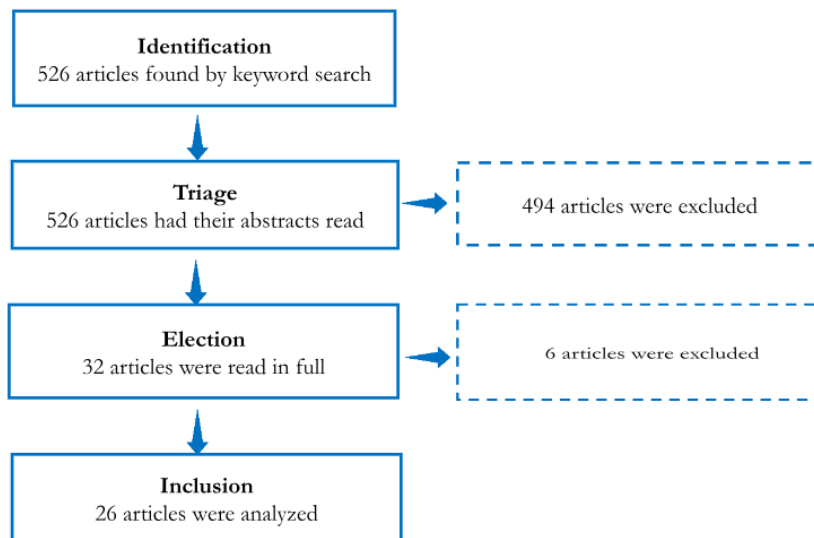 Identification
526 articles found by keyword search
Triage
526 articles had their abstracts read
494 articles were excluded
Election
32 articles were read in full
6 articles were excluded
Inclusion
26 articles were analyzed